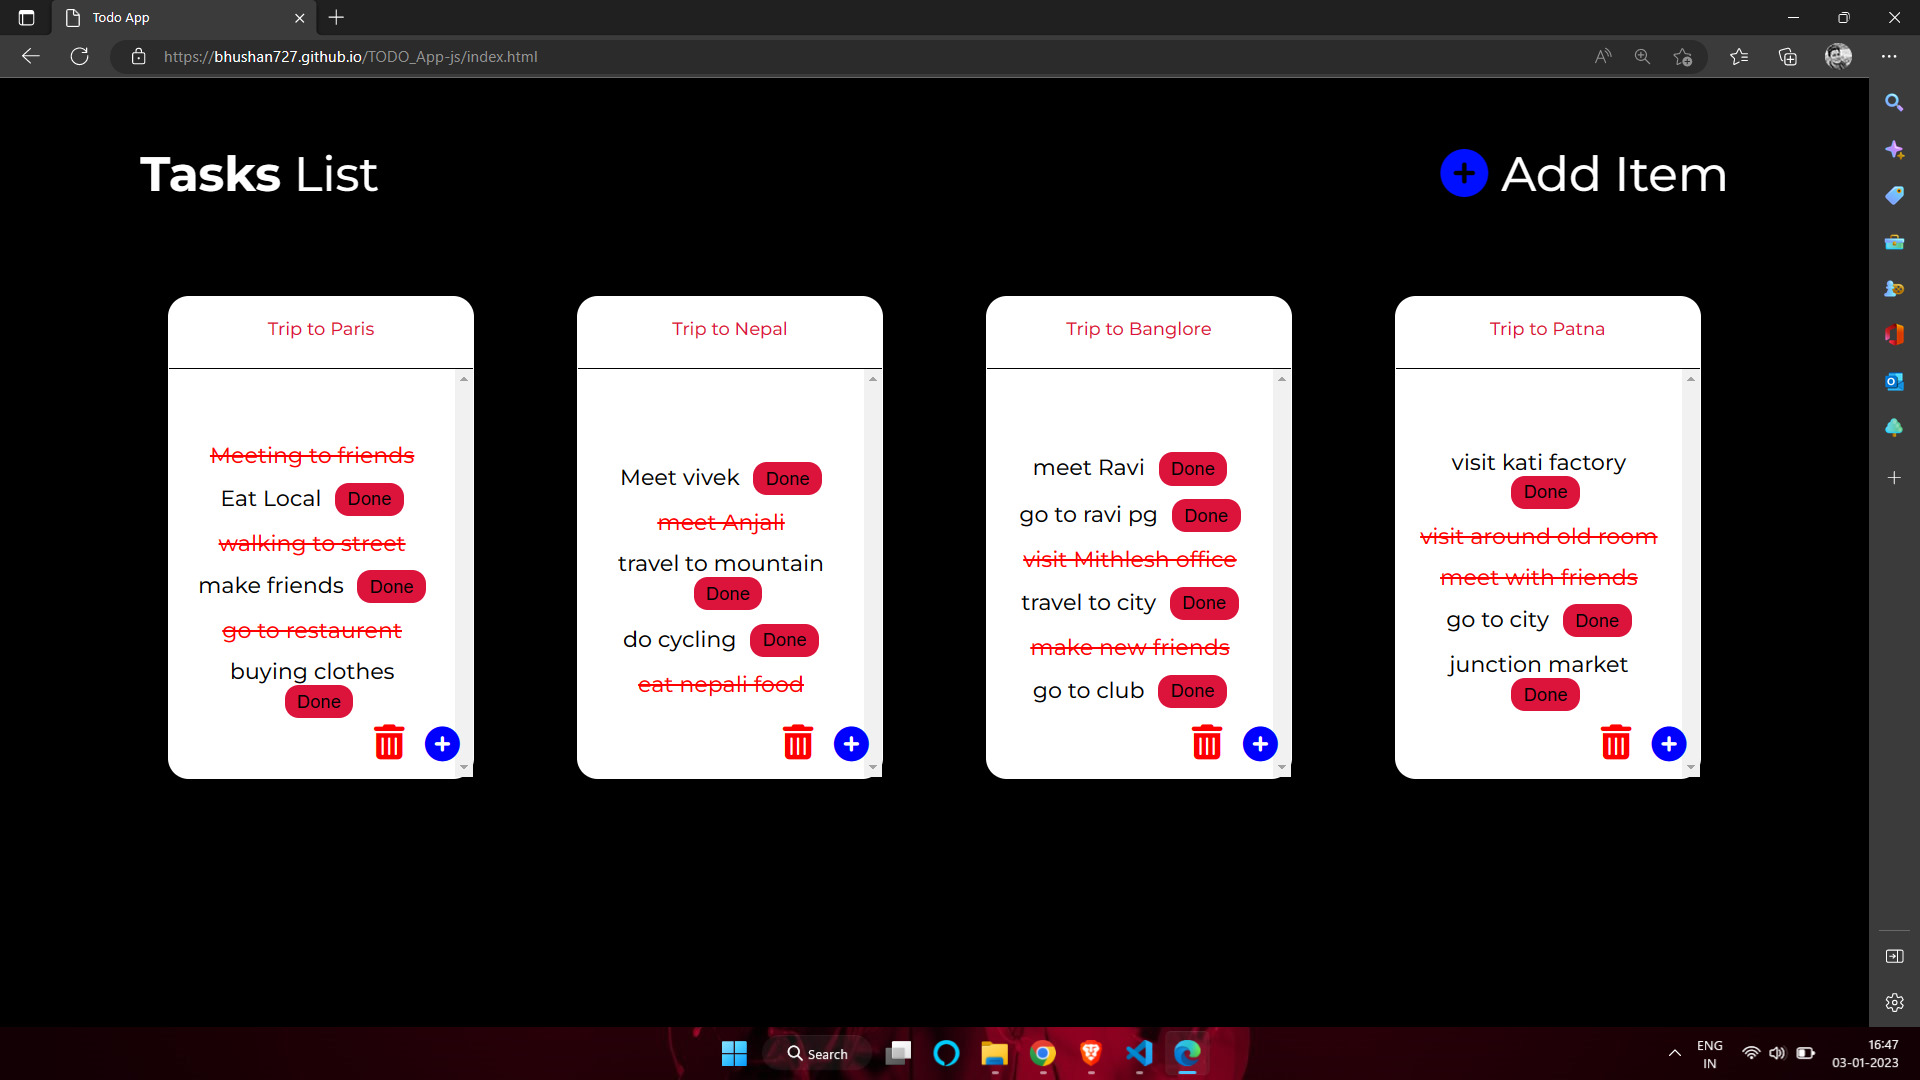 Todo App
https://bhushan727.github.io/TODO_App-js/index.html
Tasks List
Add Item
Trip to Paris
Meeting to friends
Eat Local Done
walking to street
make friends Done
go to restaurent
buying clothes
Done
Trip to Nepal
Meet vivek Done
meet Anjali
travel to mountain
Done
do cycling Done
eat nepali food
Trip to Banglore
meet Ravi Done
go to ravi pg Done
visit Mithlesh office
travel to city Done
make new friends
go to club Done
Trip to Patna
visit kati factory
Done
visit around old room
meet with friends
go to city Done
junction market
Done
Search
ENG
IN
16:47
03-01-2023